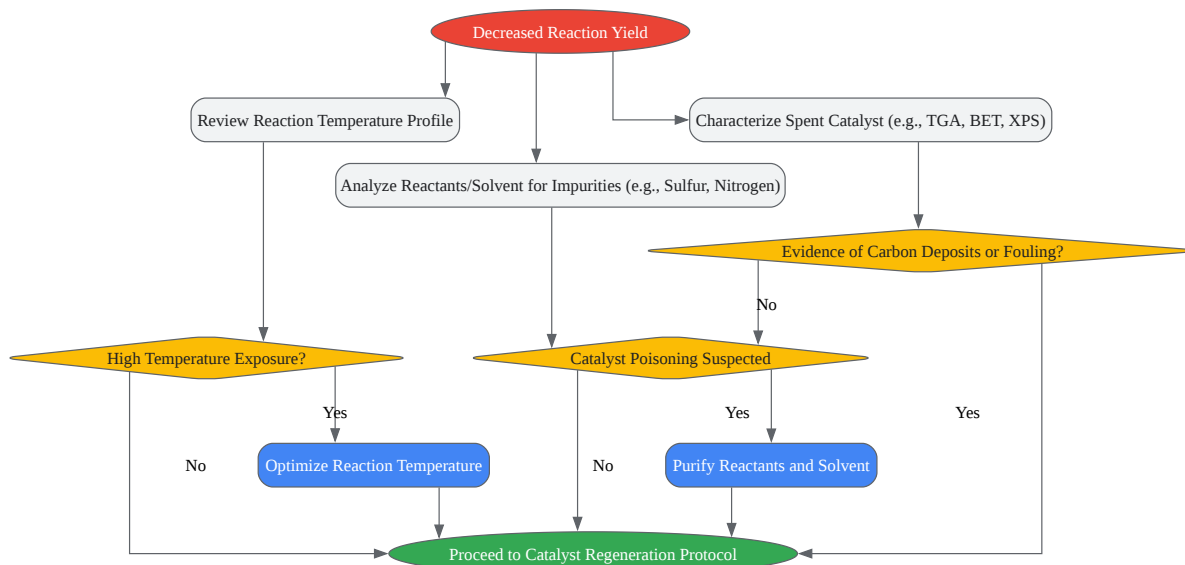 Decreased Reaction Yield
Review Reaction Temperature Profile
Characterize Spent Catalyst (e.g., TGA, BET, XPS)
Analyze Reactants/Solvent for Impurities (e.g., Sulfur, Nitrogen)
Evidence of Carbon Deposits or Fouling?
No
High Temperature Exposure?
Catalyst Poisoning Suspected
Yes
Yes
Yes
No
Optimize Reaction Temperature
No
Purify Reactants and Solvent
Proceed to Catalyst Regeneration Protocol